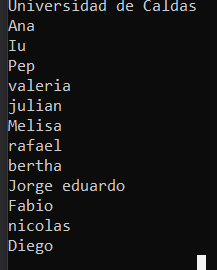 Universidad de Caldas
Ana
Iu
Pep
valeria
julian
Melisa
rafael
bertha
Jorge eduardo
Fabio
nicolas
Diego